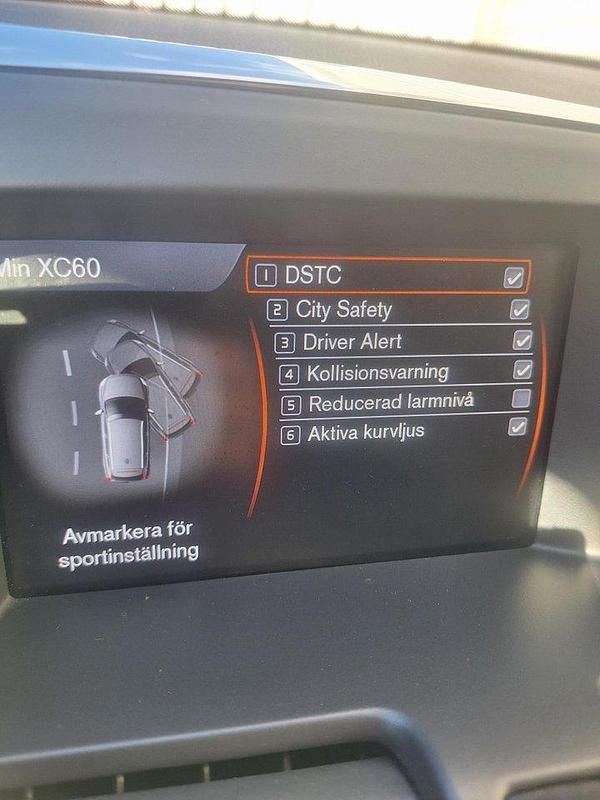 Min XC60
1 DSTC
2 City Safety
3 Driver Alert
4 Kollisionsvarning
5 Reducerad larmnivå
6 Aktiva kurvljus
Avmarkera för
sportinställning